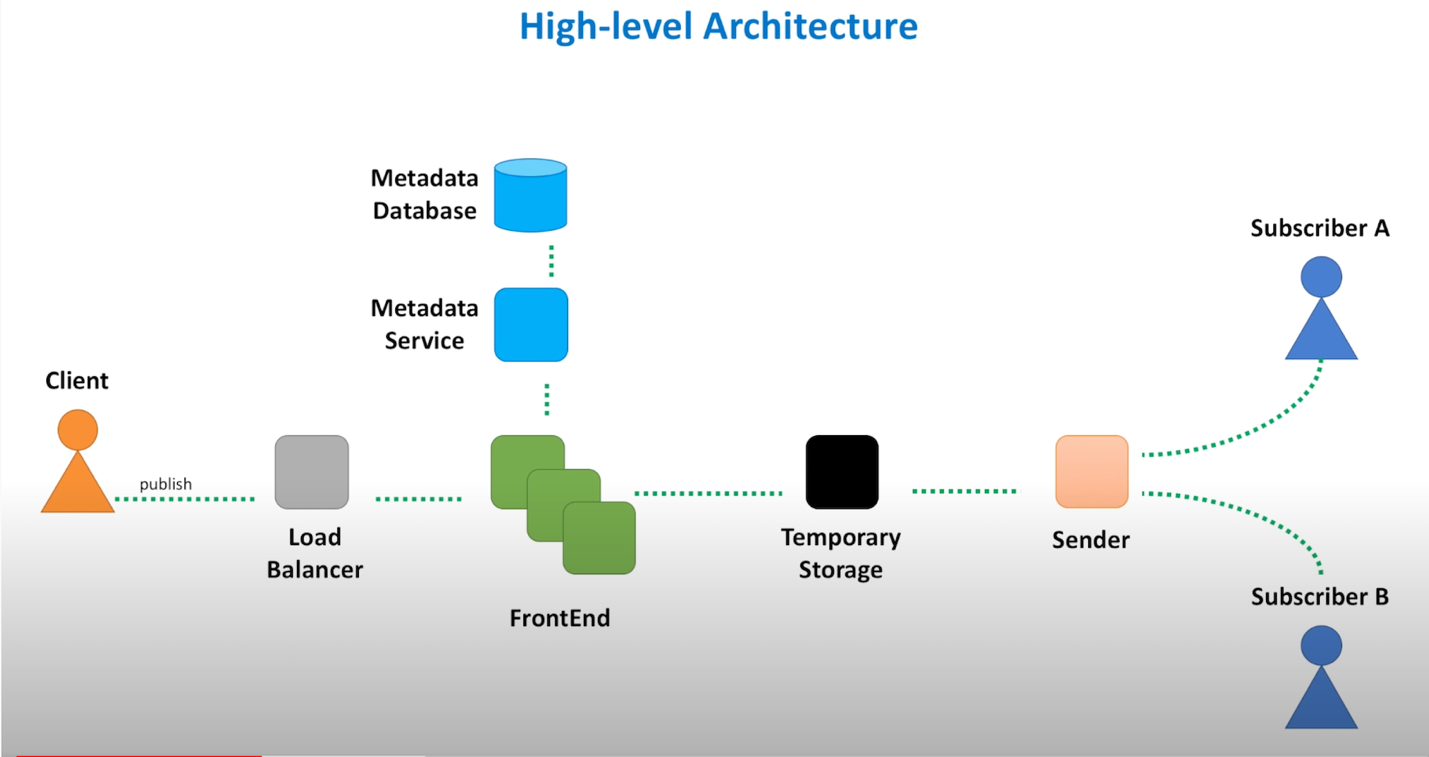 High-level Architecture
Metadata
Database
Metadata
Service
Client
publish
Load
Balancer
FrontEnd
Temporary
Storage
Sender
Subscriber A
Subscriber B